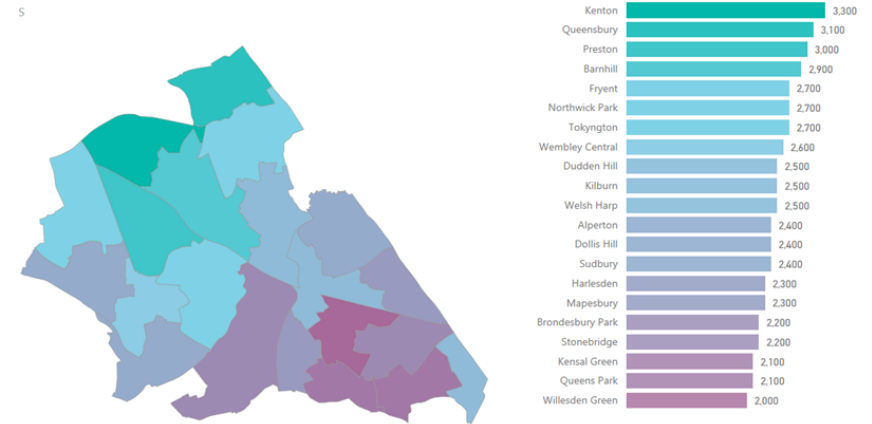 S
Kenton 3,300
Queensbury 3,100
Preston 3,000
Barnhill 2,900
Fryent 2,700
Northwick Park 2,700
Tokyngton 2,700
Wembley Central 2,600
Dudden Hill 2,500
Kilburn 2,500
Welsh Harp 2,500
Alperton 2,400
Dollis Hill 2,400
Sudbury 2,400
Harlesden 2,300
Mapesbury 2,300
Brondesbury Park 2,200
Stonebridge 2,200
Kensal Green 2,100
Queens Park 2,100
Willesden Green 2,000